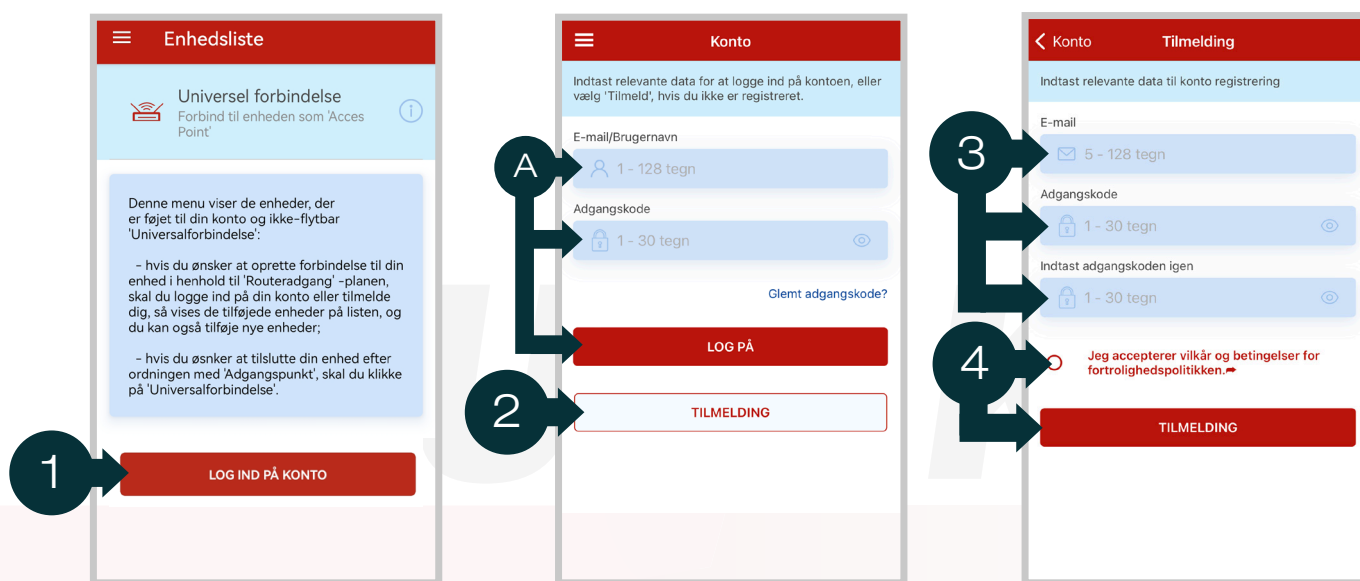 Enhedsliste
Universel forbindelse
Forbind til enheden som 'Acces
Point'
Denne menu viser de enheder, der
er føjet til din konto og ikke-flytbar
'Universalforbindelse':
- hvis du ønsker at oprette forbindelse til din
enhed i henhold til 'Routeradgang' -planen,
skal du logge ind på din konto eller tilmelde
dig, så vises de tilføjede enheder på listen, og
du kan også tilføje nye enheder;
- hvis du øsnker at tilslutte din enhed efter
ordningen med 'Adgangspunkt', skal du klikke
på 'Universalforbindelse'.
1
LOG IND PÅ KONTO
Konto
Indtast relevante data for at logge ind på kontoen, eller
vælg 'Tilmeld', hvis du ikke er registreret.
E-mail/Brugernavn
A
1 - 128 tegn
Adgangskode
1 - 30 tegn
Glemt adgangskode?
LOG PÅ
2
TILMELDING
Konto
Tilmelding
Indtast relevante data til konto registrering
E-mail
3
5 - 128 tegn
Adgangskode
1 - 30 tegn
Indtast adgangskoden igen
1 - 30 tegn
4
Jeg accepterer vilkår og betingelser for
fortrolighedspolitikken.
TILMELDING